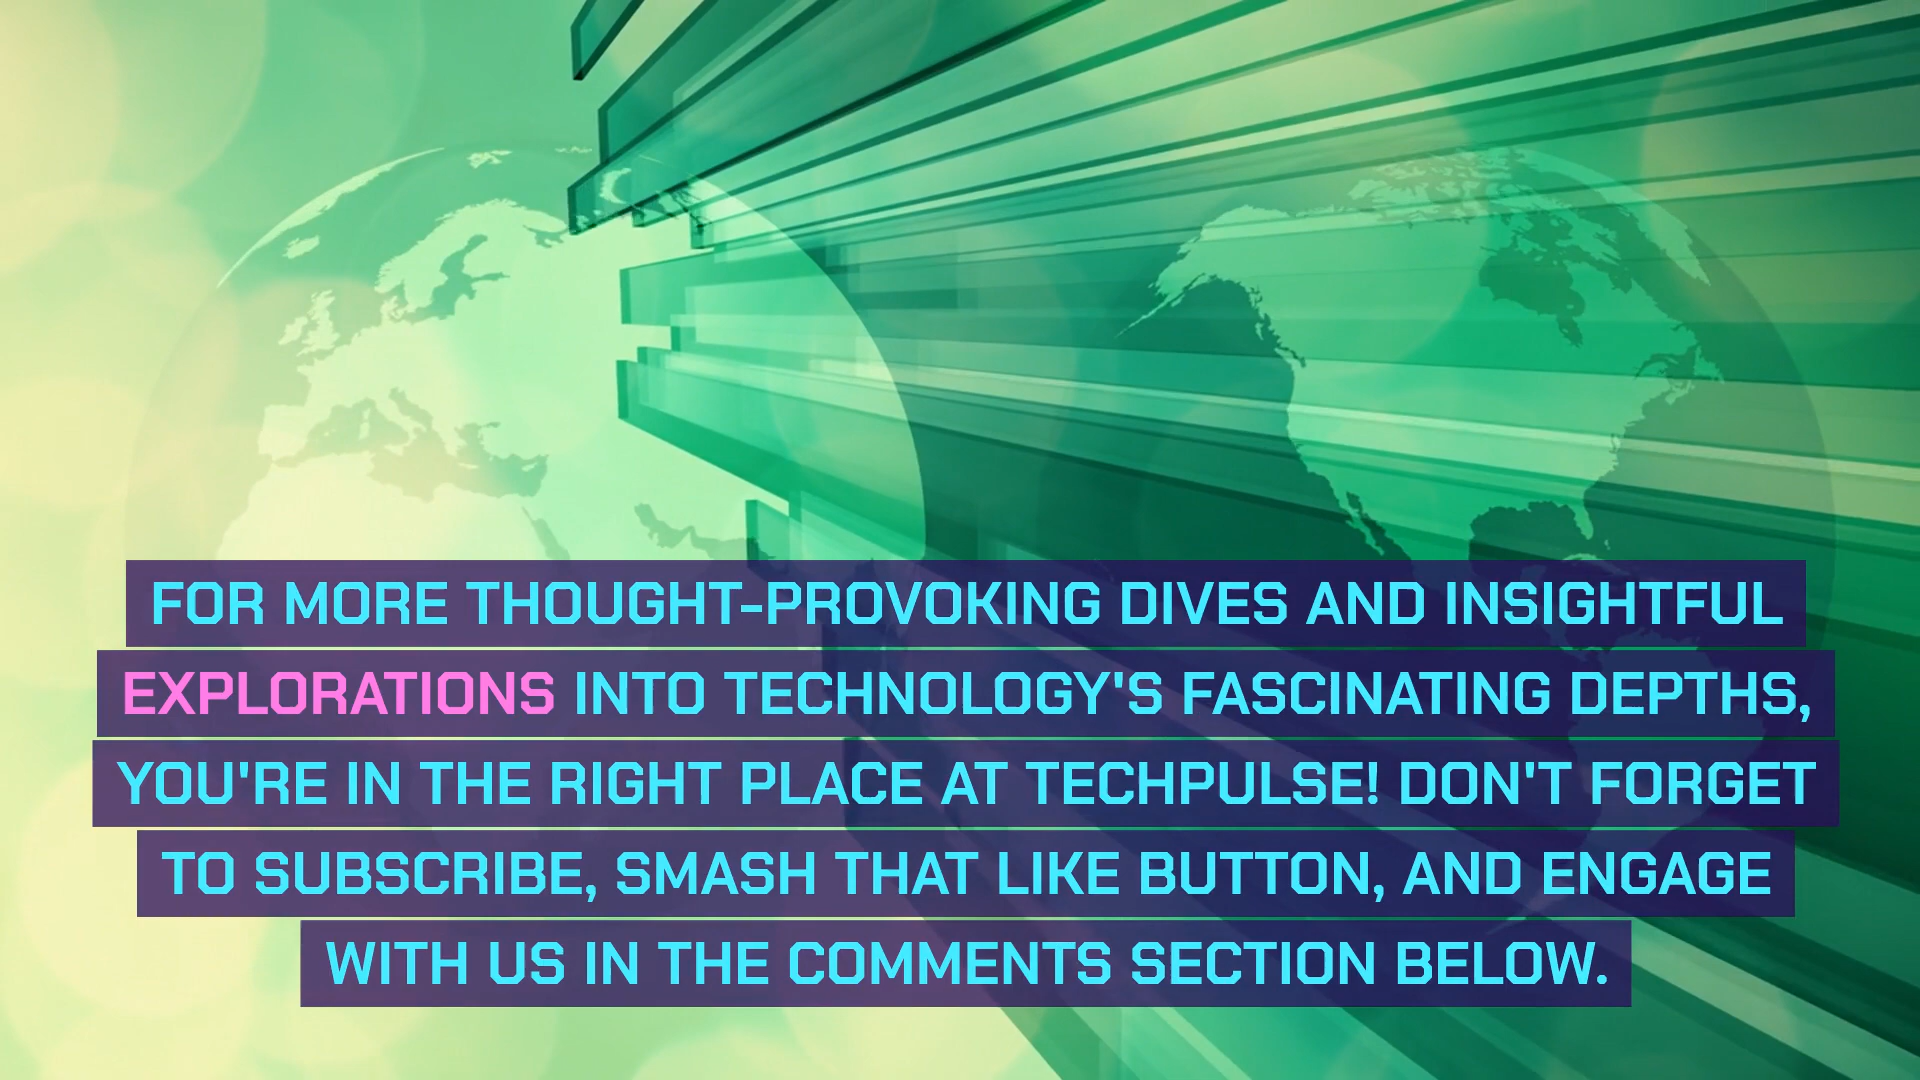 FOR MORE THOUGHT-PROVOKING DIVES AND INSIGHTFUL
EXPLORATIONS INTO TECHNOLOGY'S FASCINATING DEPTHS,
YOU'RE IN THE RIGHT PLACE AT TECHPULSE! DON'T FORGET
TO SUBSCRIBE, SMASH THAT LIKE BUTTON, AND ENGAGE
WITH US IN THE COMMENTS SECTION BELOW.